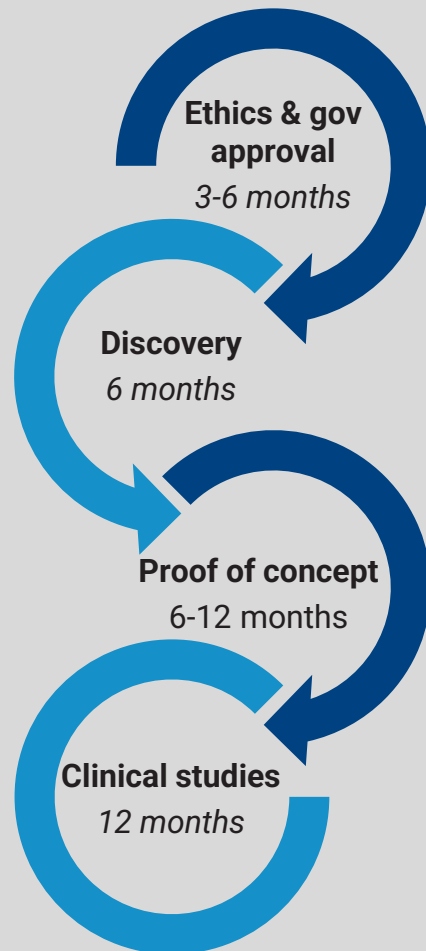 Ethics & gov
approval
3-6 months
Discovery
6 months
Proof of concept
6-12 months
Clinical studies
12 months